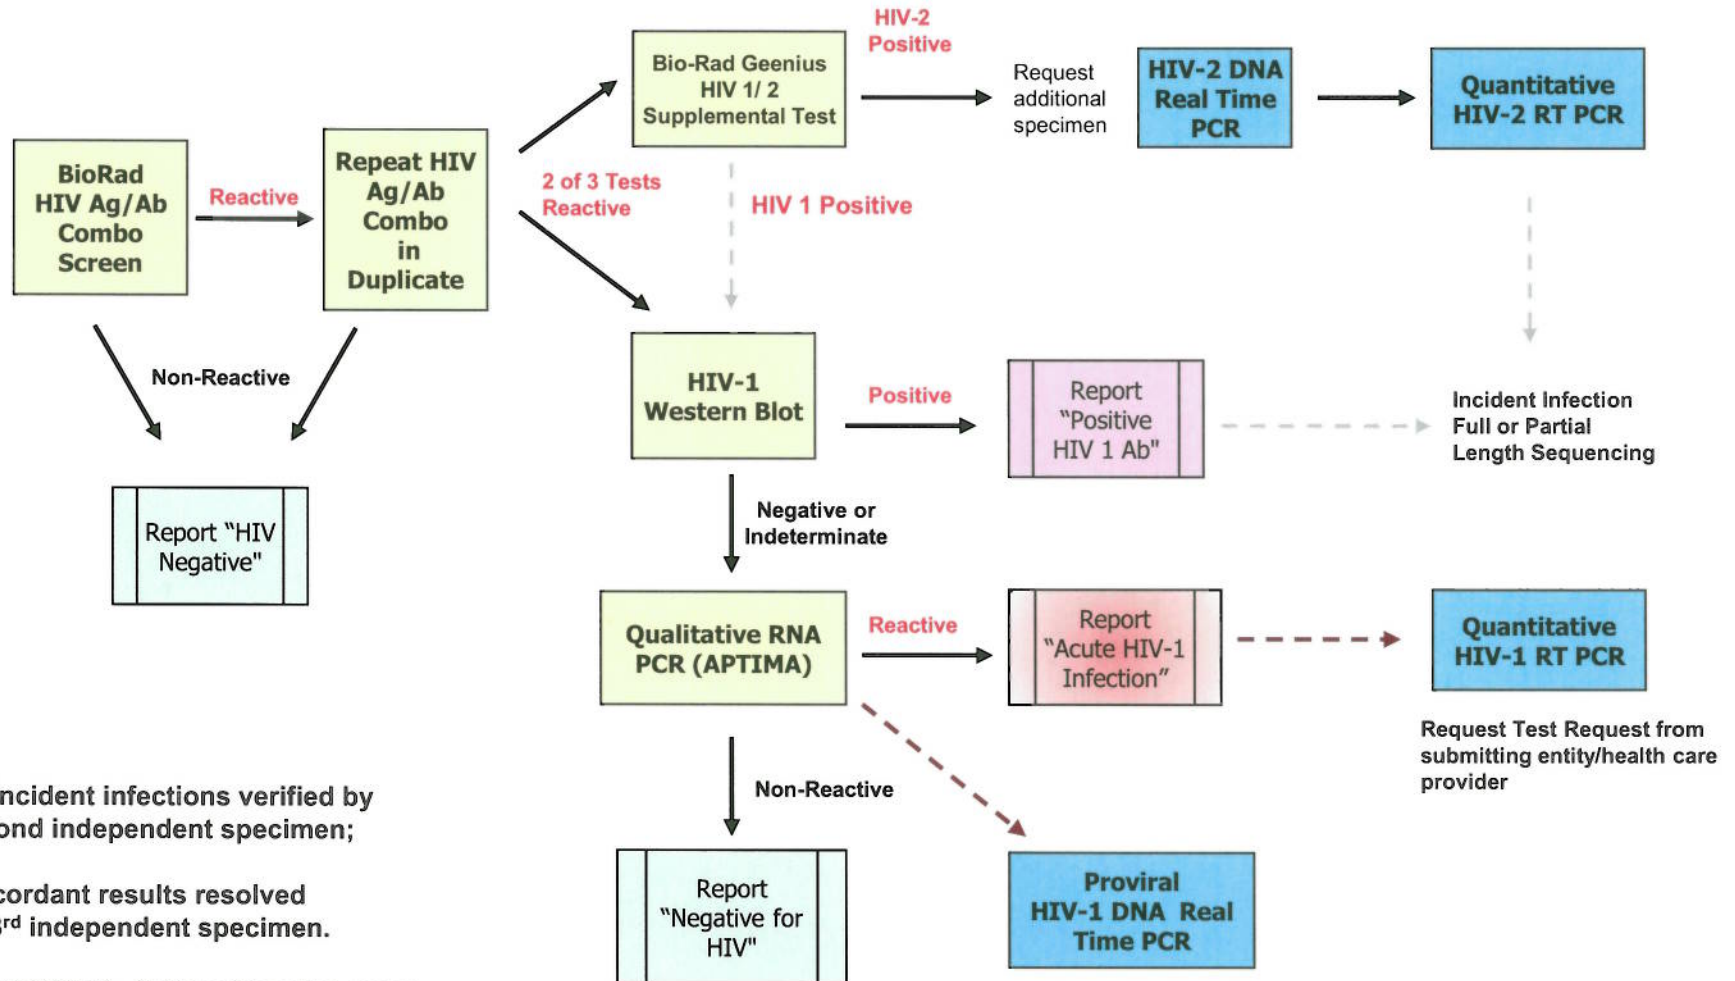 HIV-2
Positive
Bio-Rad Geenius
HIV 1/ 2
Supplemental Test
Request
additional
specimen
HIV-2 DNA
Real Time
PCR
Quantitative
HIV-2 RT PCR
BioRad
HIV Ag/Ab
Combo
Screen
Reactive
Repeat HIV
Ag/Ab
Combo
in
Duplicate
2 of 3 Tests
Reactive
HIV 1 Positive
Non-Reactive
HIV-1
Western Blot
Positive
Report
“Positive
HIV 1 Ab"
Incident Infection
Full or Partial
Length Sequencing
Report “HIV
Negative"
Negative or
Indeterminate
Qualitative RNA
PCR (APTIMA)
Reactive
Report
“Acute HIV-1
Infection”
Quantitative
HIV-1 RT PCR
Request Test Request from
submitting entity/health care
provider
Non-Reactive
Report
“Negative for
HIV"
Proviral
HIV-1 DNA Real
Time PCR
ncident infections verified by
ond independent specimen;
cordant results resolved
3rd independent specimen.